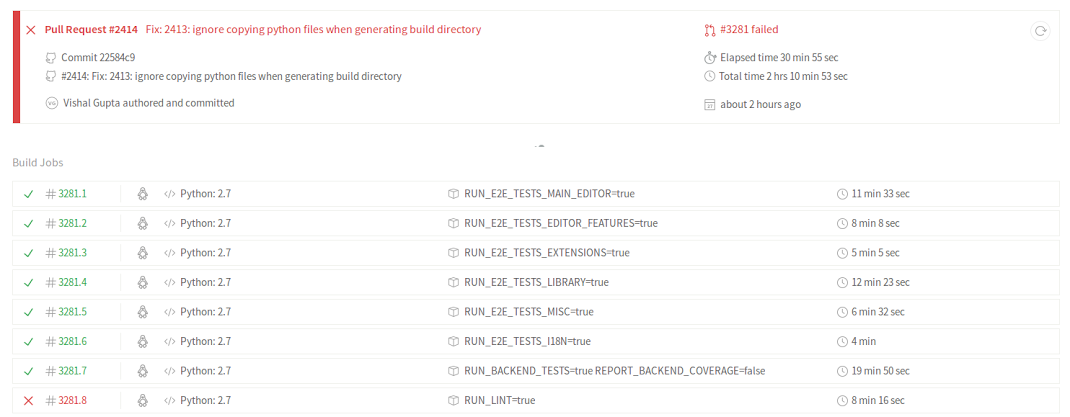 Pull Request #2414 Fix: 2413: ignore copying python files when generating build directory
#3281 failed
Commit 22584c9
Elapsed time 30 min 55 sec
#2414: Fix: 2413: ignore copying python files when generating build directory
Total time 2 hrs 10 min 53 sec
VG Vishal Gupta authored and committed
about 2 hours ago
Build Jobs
# 3281.1 </> Python: 2.7 RUN_E2E_TESTS_MAIN_EDITOR=true 11 min 33 sec
# 3281.2 </> Python: 2.7 RUN_E2E_TESTS_EDITOR_FEATURES=true 8 min 8 sec
# 3281.3 </> Python: 2.7 RUN_E2E_TESTS_EXTENSIONS=true 5 min 5 sec
# 3281.4 </> Python: 2.7 RUN_E2E_TESTS_LIBRARY=true 12 min 23 sec
# 3281.5 </> Python: 2.7 RUN_E2E_TESTS_MISC=true 6 min 32 sec
# 3281.6 </> Python: 2.7 RUN_E2E_TESTS_I18N=true 4 min
# 3281.7 </> Python: 2.7 RUN_BACKEND_TESTS=true REPORT_BACKEND_COVERAGE=false 19 min 50 sec
# 3281.8 </> Python: 2.7 RUN_LINT=true 8 min 16 sec